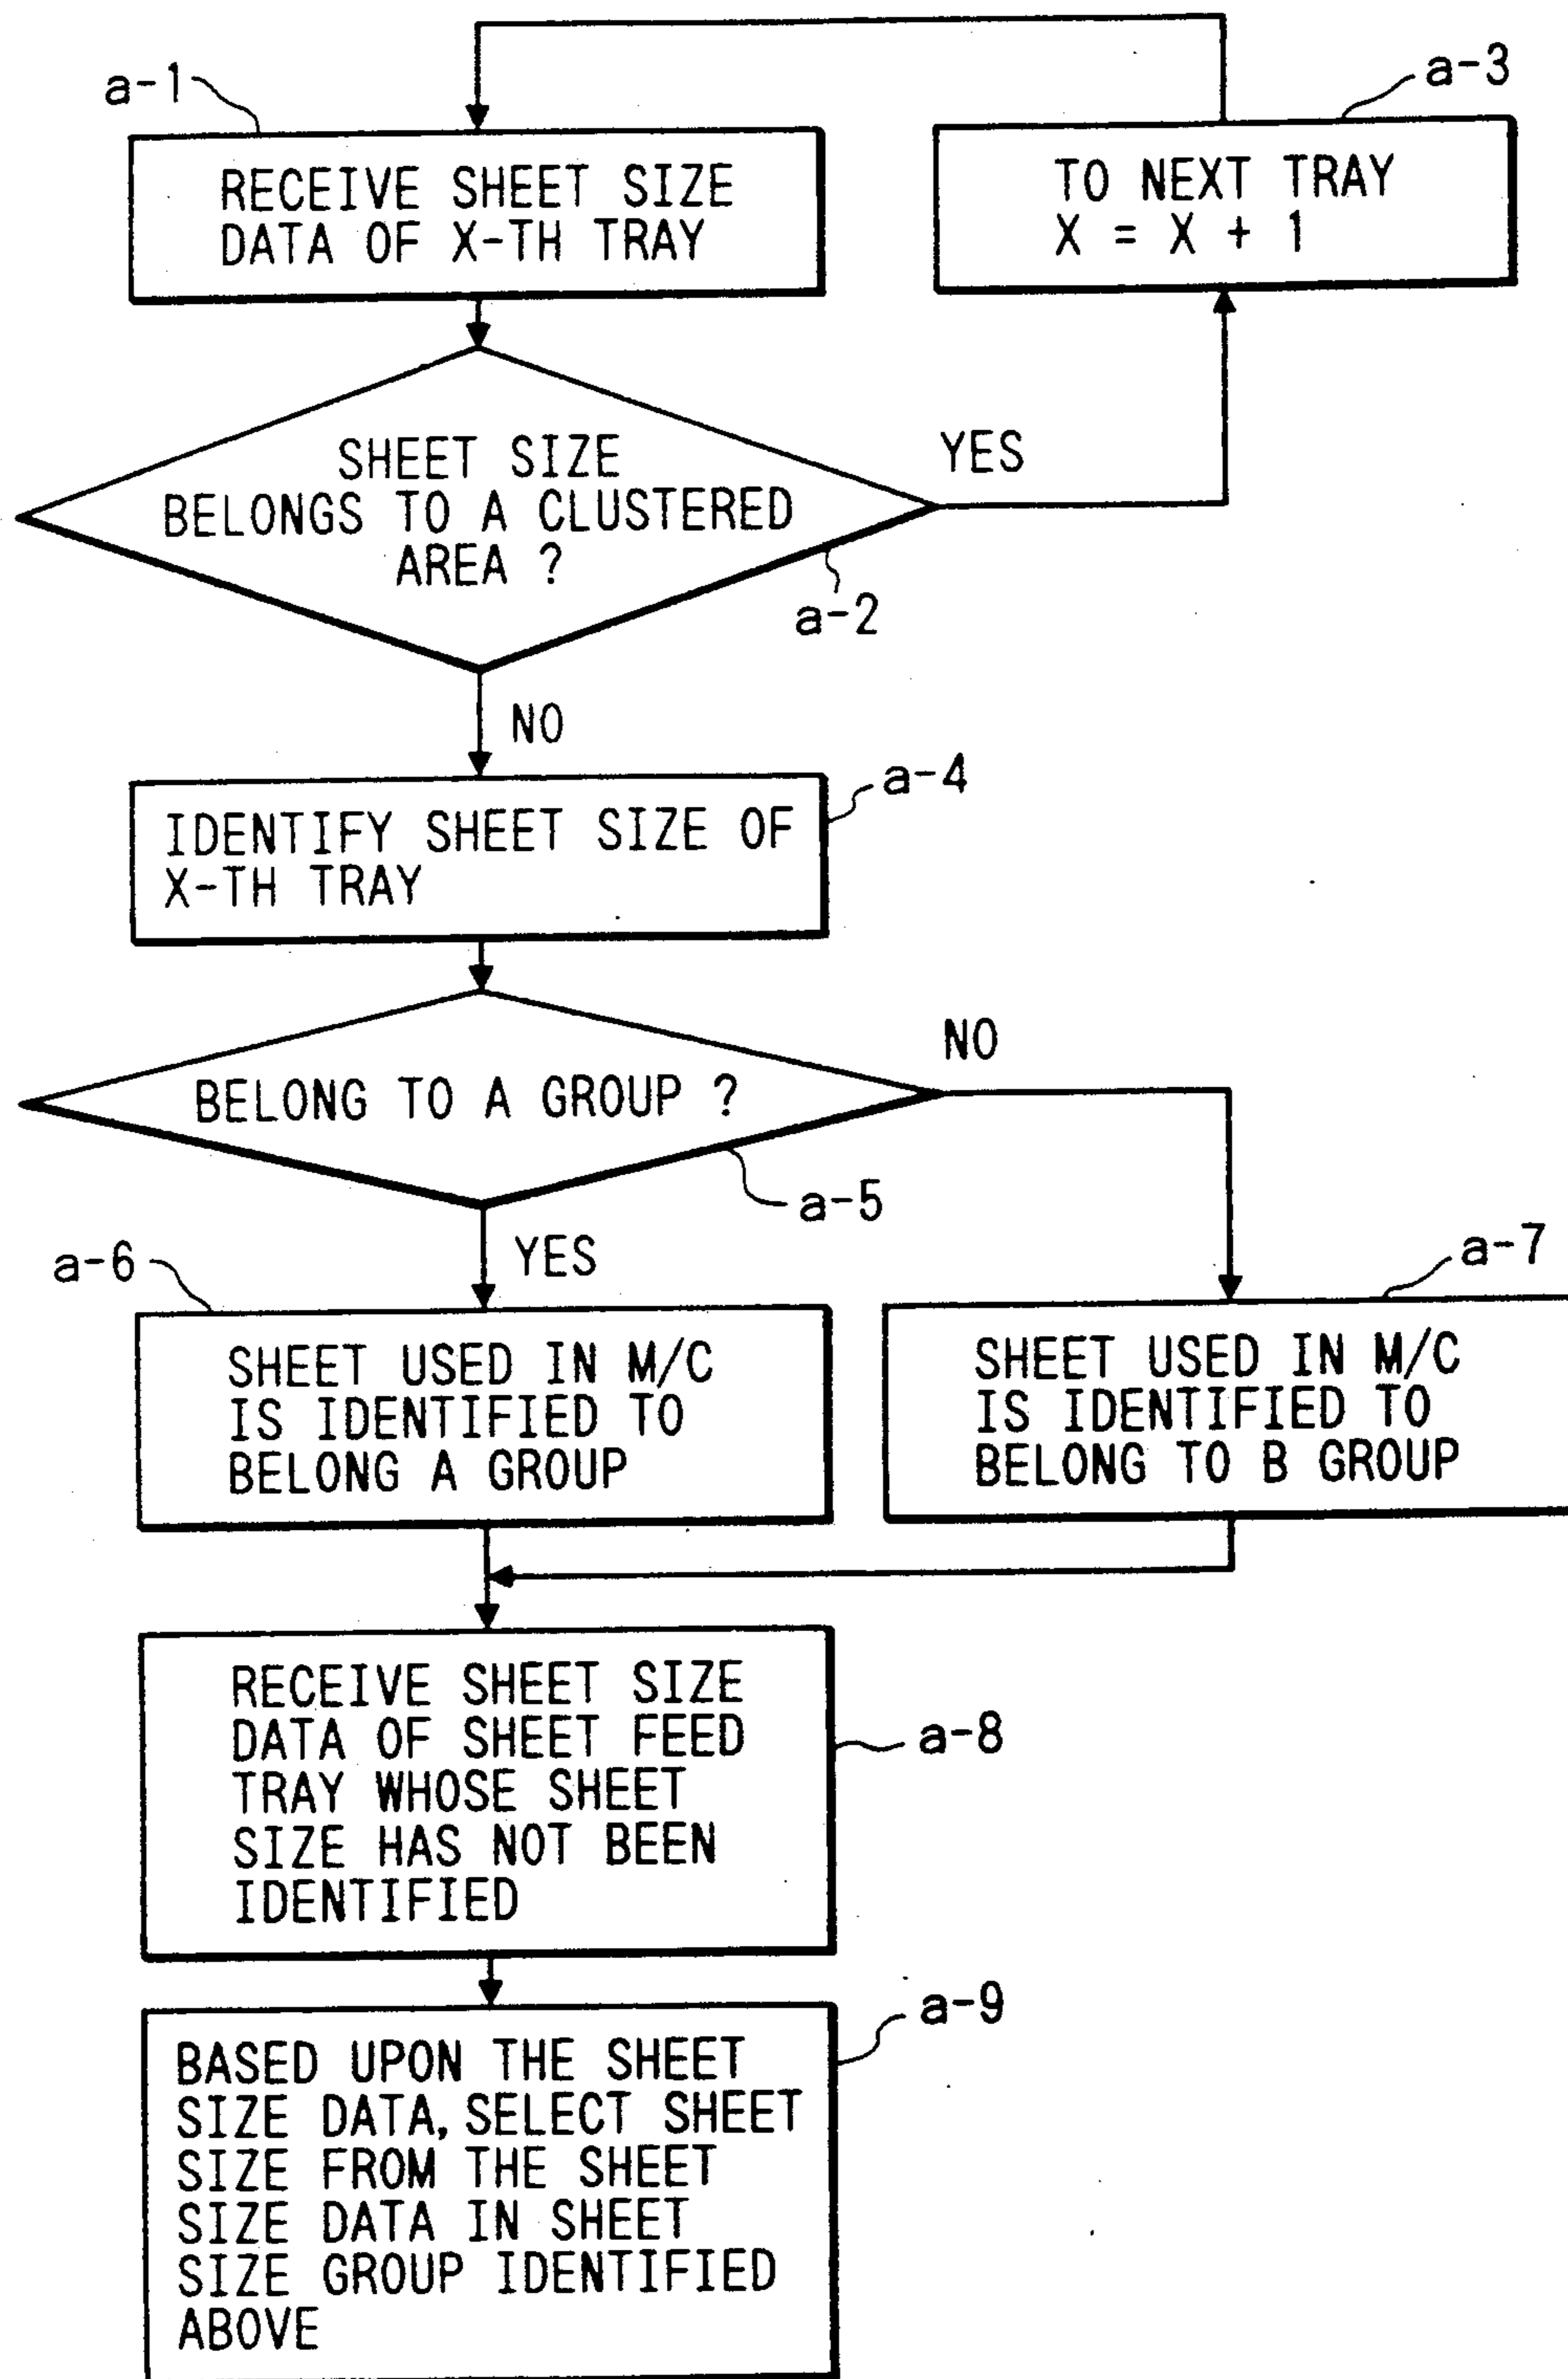 a-1
a-3
RECEIVE SHEET SIZE
DATA OF X-TH TRAY
TO NEXT TRAY
X = X + 1
SHEET SIZE
BELONGS TO A CLUSTERED
AREA ?
YES
a-2
NO
a-4
IDENTIFY SHEET SIZE OF
X-TH TRAY
NO
BELONG TO A GROUP ?
a-5
YES
a-6
a-7
SHEET USED IN M/C
IS IDENTIFIED TO
BELONG A GROUP
SHEET USED IN M/C
IS IDENTIFIED TO
BELONG TO B GROUP
RECEIVE SHEET SIZE
DATA OF SHEET FEED
TRAY WHOSE SHEET
SIZE HAS NOT BEEN
IDENTIFIED
a-8
a-9
BASED UPON THE SHEET
SIZE DATA, SELECT SHEET
SIZE FROM THE SHEET
SIZE DATA IN SHEET
SIZE GROUP IDENTIFIED
ABOVE